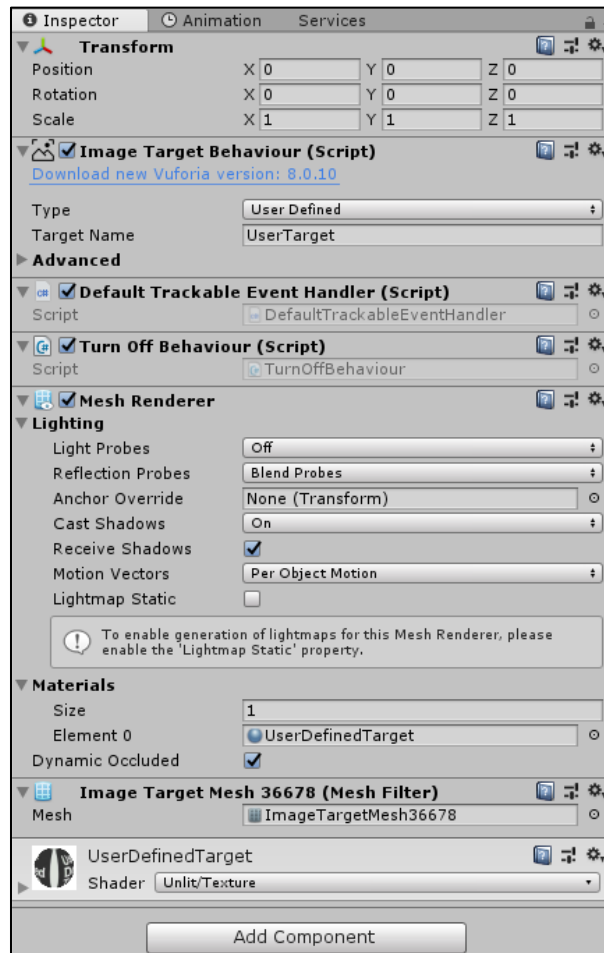 Inspector Animation Services
Transform
Position X 0 Y 0 Z 0
Rotation X 0 Y 0 Z 0
Scale X 1 Y 1 Z 1
Image Target Behaviour (Script)
Download new Vuforia version: 8.0.10
Type User Defined
Target Name UserTarget
Advanced
Default Trackable Event Handler (Script)
Script DefaultTrackableEventHandler
Turn Off Behaviour (Script)
Script TurnOffBehaviour
Mesh Renderer
Lighting
Light Probes Off
Reflection Probes Blend Probes
Anchor Override None (Transform)
Cast Shadows On
Receive Shadows
Motion Vectors Per Object Motion
Lightmap Static
To enable generation of lightmaps for this Mesh Renderer, please
enable the 'Lightmap Static' property.
Materials
Size 1
Element 0 UserDefinedTarget
Dynamic Occluded
Image Target Mesh 36678 (Mesh Filter)
Mesh ImageTargetMesh36678
UserDefinedTarget
Shader Unlit/Texture
Add Component